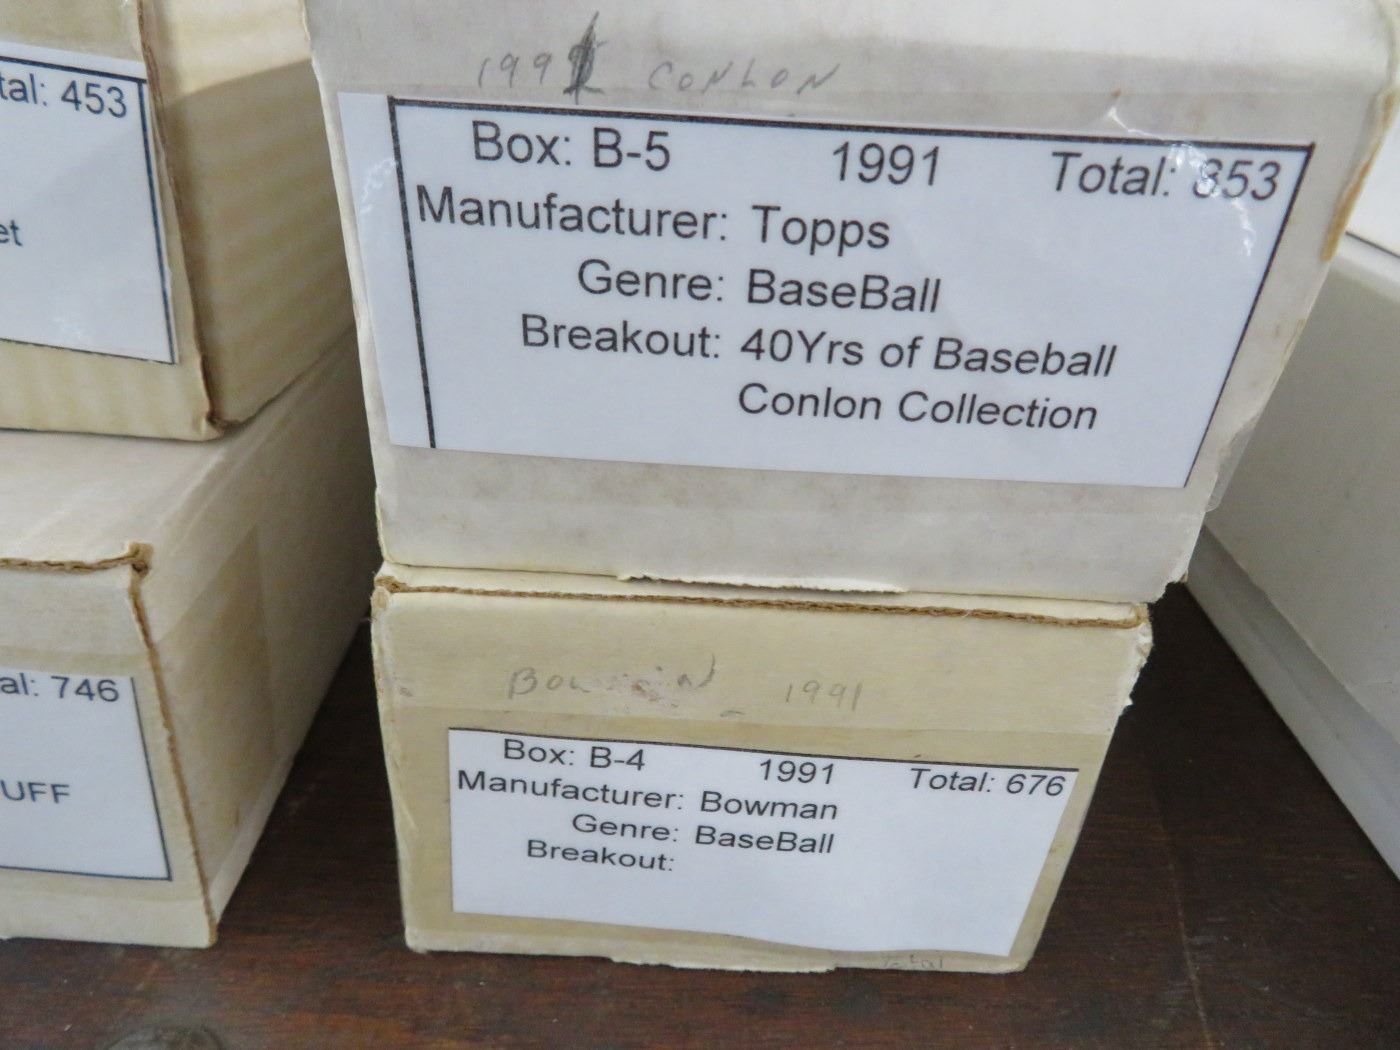 tal: 453
et
al: 746
UFF
CONLON
Box: B-5 1991 Total: 853
Manufacturer: Topps
Genre: BaseBall
Breakout: 40Yrs of Baseball
Conlon Collection
1991
Box: B-4 1991 Total: 676
Manufacturer: Bowman
Genre: BaseBall
Breakout: